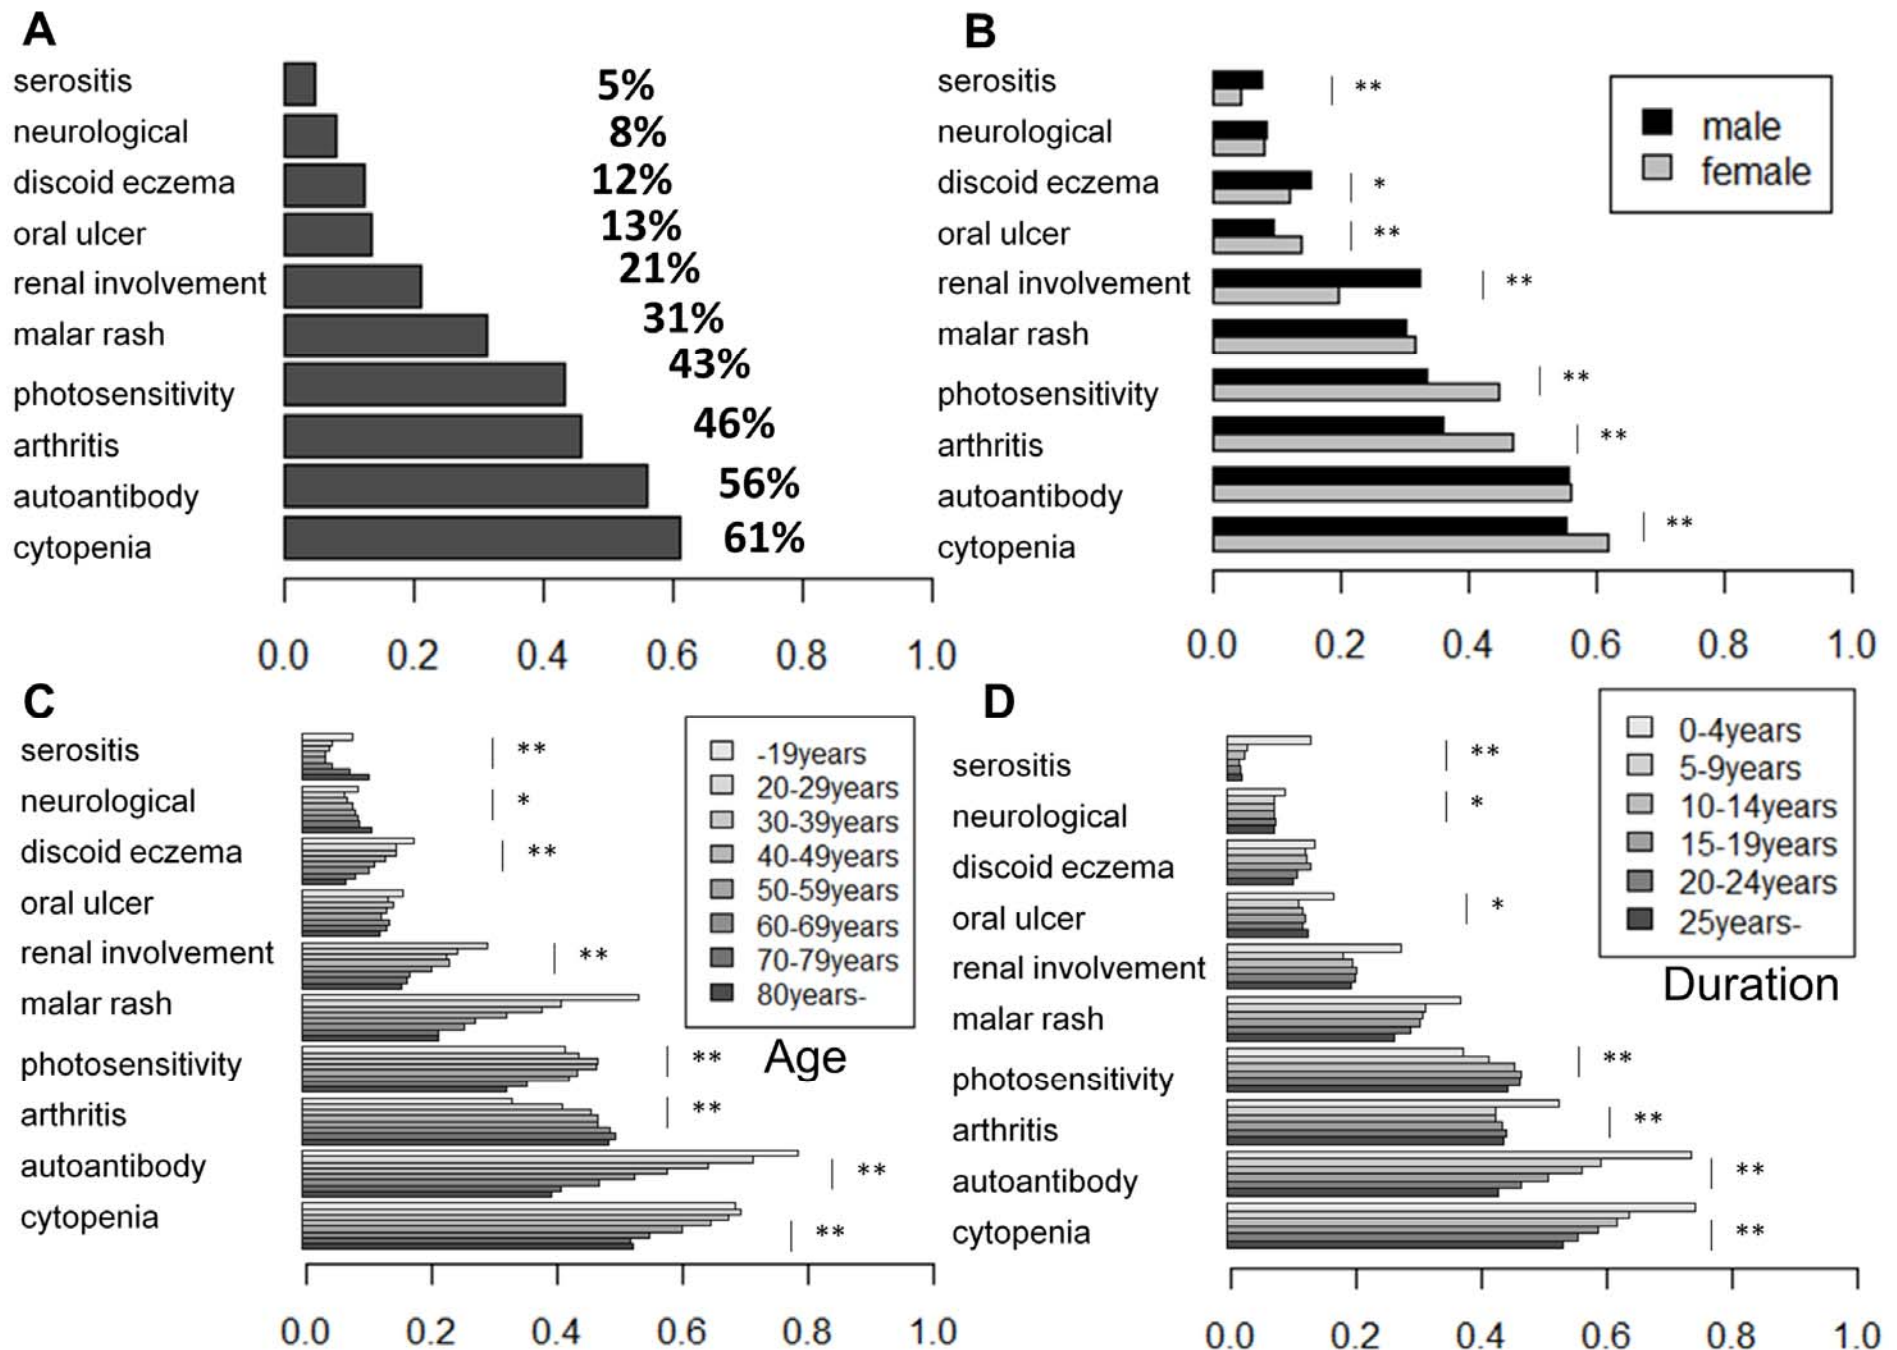 A
serositis 5%
neurological 8%
discoid eczema 12%
oral ulcer 13%
renal involvement 21%
malar rash 31%
photosensitivity 43%
arthritis 46%
autoantibody 56%
cytopenia 61%
0.0 0.2 0.4 0.6 0.8 1.0
B
serositis **
neurological
discoid eczema *
oral ulcer **
renal involvement **
malar rash
photosensitivity **
arthritis **
autoantibody
cytopenia **
0.0 0.2 0.4 0.6 0.8 1.0
male
female
C
serositis **
neurological *
discoid eczema **
oral ulcer
renal involvement **
malar rash
photosensitivity **
arthritis **
autoantibody **
cytopenia **
0.0 0.2 0.4 0.6 0.8 1.0
-19years
20-29years
30-39years
40-49years
50-59years
60-69years
70-79years
80years-
Age
D
serositis **
neurological *
discoid eczema
oral ulcer *
renal involvement
malar rash
photosensitivity **
arthritis **
autoantibody **
cytopenia **
0.0 0.2 0.4 0.6 0.8 1.0
0-4years
5-9years
10-14years
15-19years
20-24years
25years-
Duration